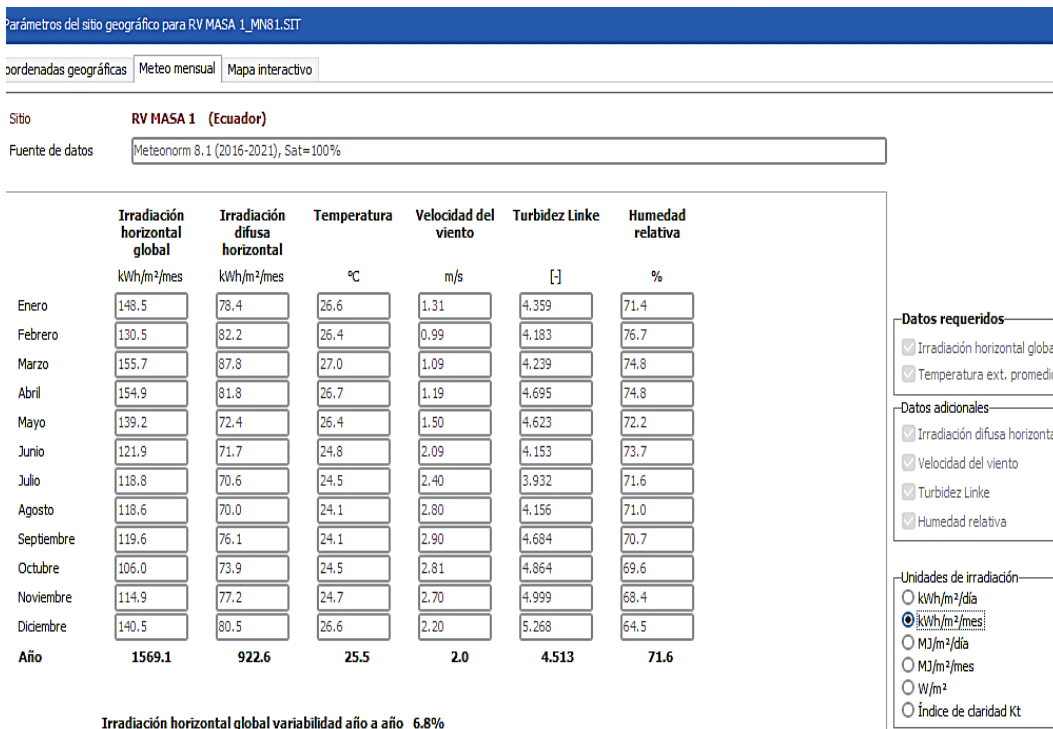 Parámetros del sitio geográfico para RV MASA 1_MN81.SIT
oordenadas geográficas Meteo mensual Mapa interactivo
Sitio RV MASA 1 (Ecuador)
Fuente de datos Meteonorm 8.1 (2016-2021), Sat=100%
Irradiación horizontal global Irradiación difusa horizontal Temperatura Velocidad del viento Turbidez Linke Humedad relativa
kWh/m²/mes kWh/m²/mes ºC m/s [-] %
Enero 148.5 78.4 26.6 1.31 4.359 71.4
Febrero 130.5 82.2 26.4 0.99 4.183 76.7
Marzo 155.7 87.8 27.0 1.09 4.239 74.8
Abril 154.9 81.8 26.7 1.19 4.695 74.8
Mayo 139.2 72.4 26.4 1.50 4.623 72.2
Junio 121.9 71.7 24.8 2.09 4.153 73.7
Julio 118.8 70.6 24.5 2.40 3.932 71.6
Agosto 118.6 70.0 24.1 2.80 4.156 71.0
Septiembre 119.6 76.1 24.1 2.90 4.684 70.7
Octubre 106.0 73.9 24.5 2.81 4.864 69.6
Noviembre 114.9 77.2 24.7 2.70 4.999 68.4
Diciembre 140.5 80.5 26.6 2.20 5.268 64.5
Año 1569.1 922.6 25.5 2.0 4.513 71.6
Irradiación horizontal global variabilidad año a año 6.8%
Datos requeridos
Irradiación horizontal globa
Temperatura ext. promedio
Datos adicionales
Irradiación difusa horizonta
Velocidad del viento
Turbidez Linke
Humedad relativa
Unidades de irradiación
kWh/m²/día
kWh/m²/mes
MJ/m²/día
MJ/m²/mes
W/m²
Índice de claridad Kt